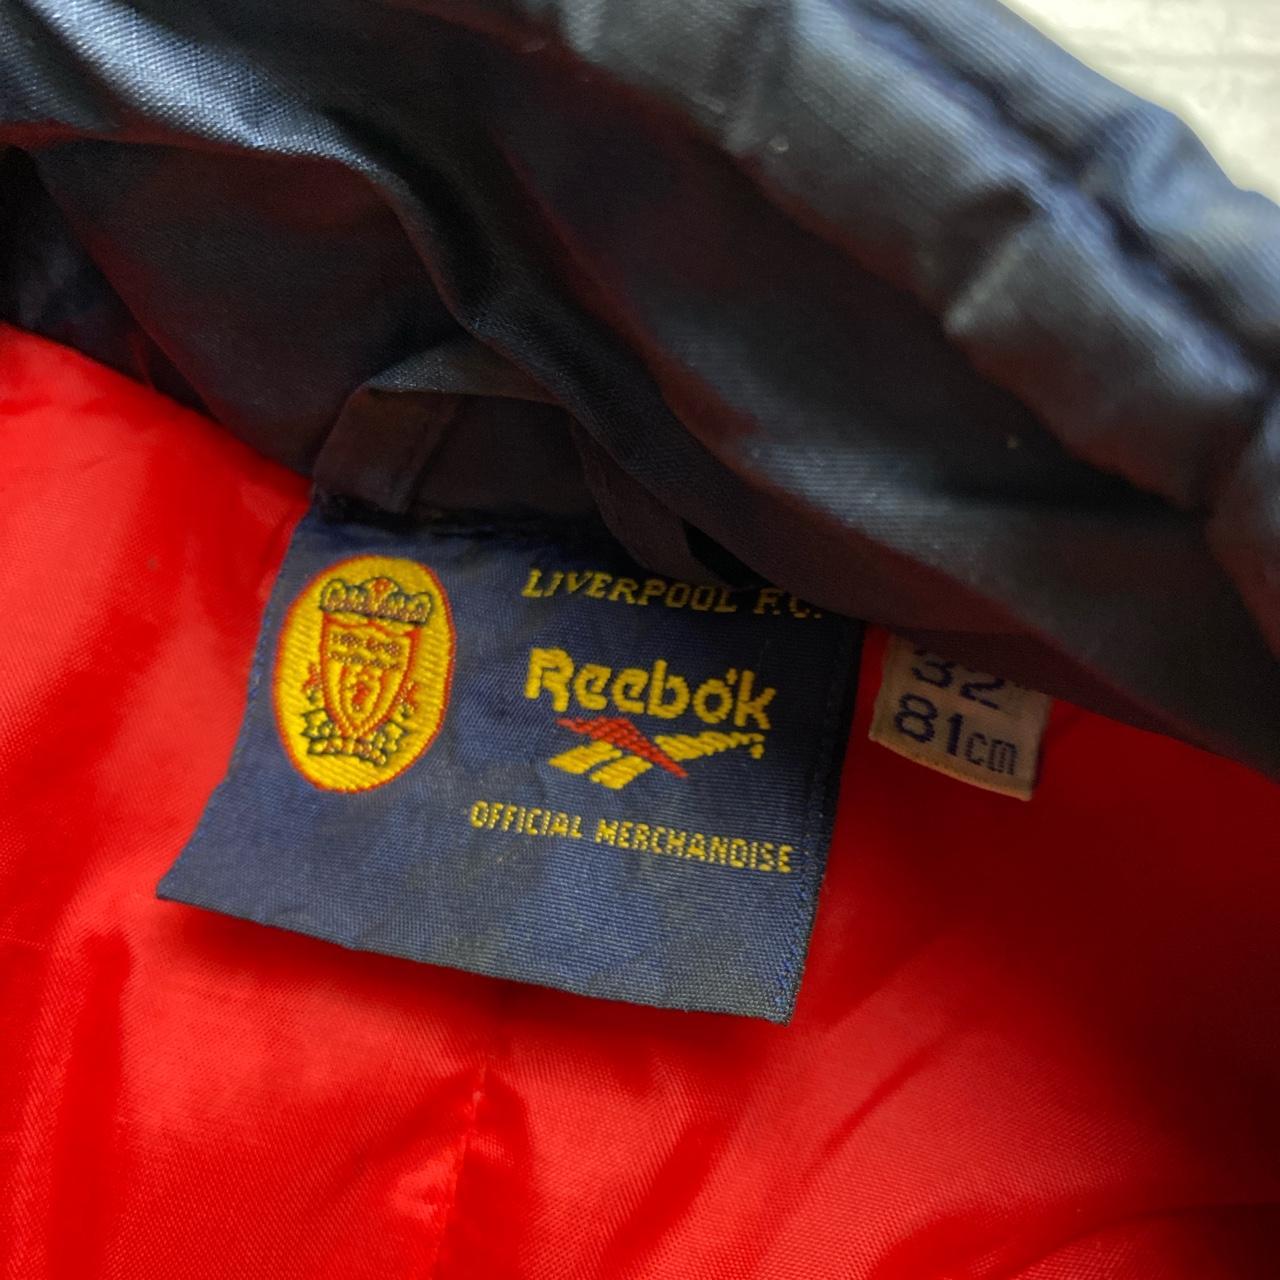 LIVERPOOL F.C.
Reebok
OFFICIAL MERCHANDISE
32"
81cm